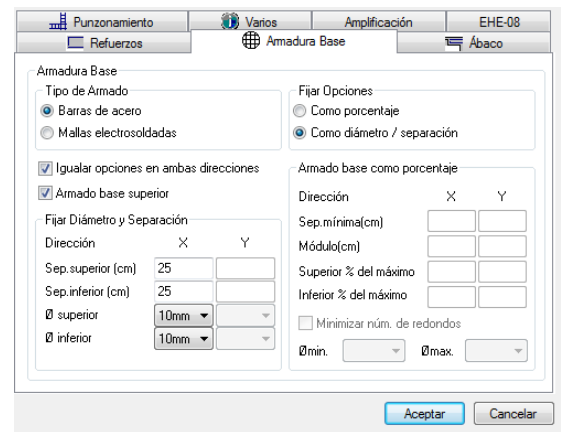 Punzonamiento Varios Amplificación EHE-08
Refuerzos Armadura Base Ábaco
Armadura Base
Tipo de Armado
Barras de acero
Mallas electrosoldadas
Fijar Opciones
Como porcentaje
Como diámetro / separación
Igualar opciones en ambas direcciones
Armado base superior
Fijar Diámetro y Separación
Dirección X Y
Sep.superior (cm) 25
Sep.inferior (cm) 25
Ø superior 10mm
Ø inferior 10mm
Armado base como porcentaje
Dirección X Y
Sep.mínima(cm)
Módulo(cm)
Superior % del máximo
Inferior % del máximo
Minimizar núm. de redondos
Ømin. Ømax.
Aceptar Cancelar